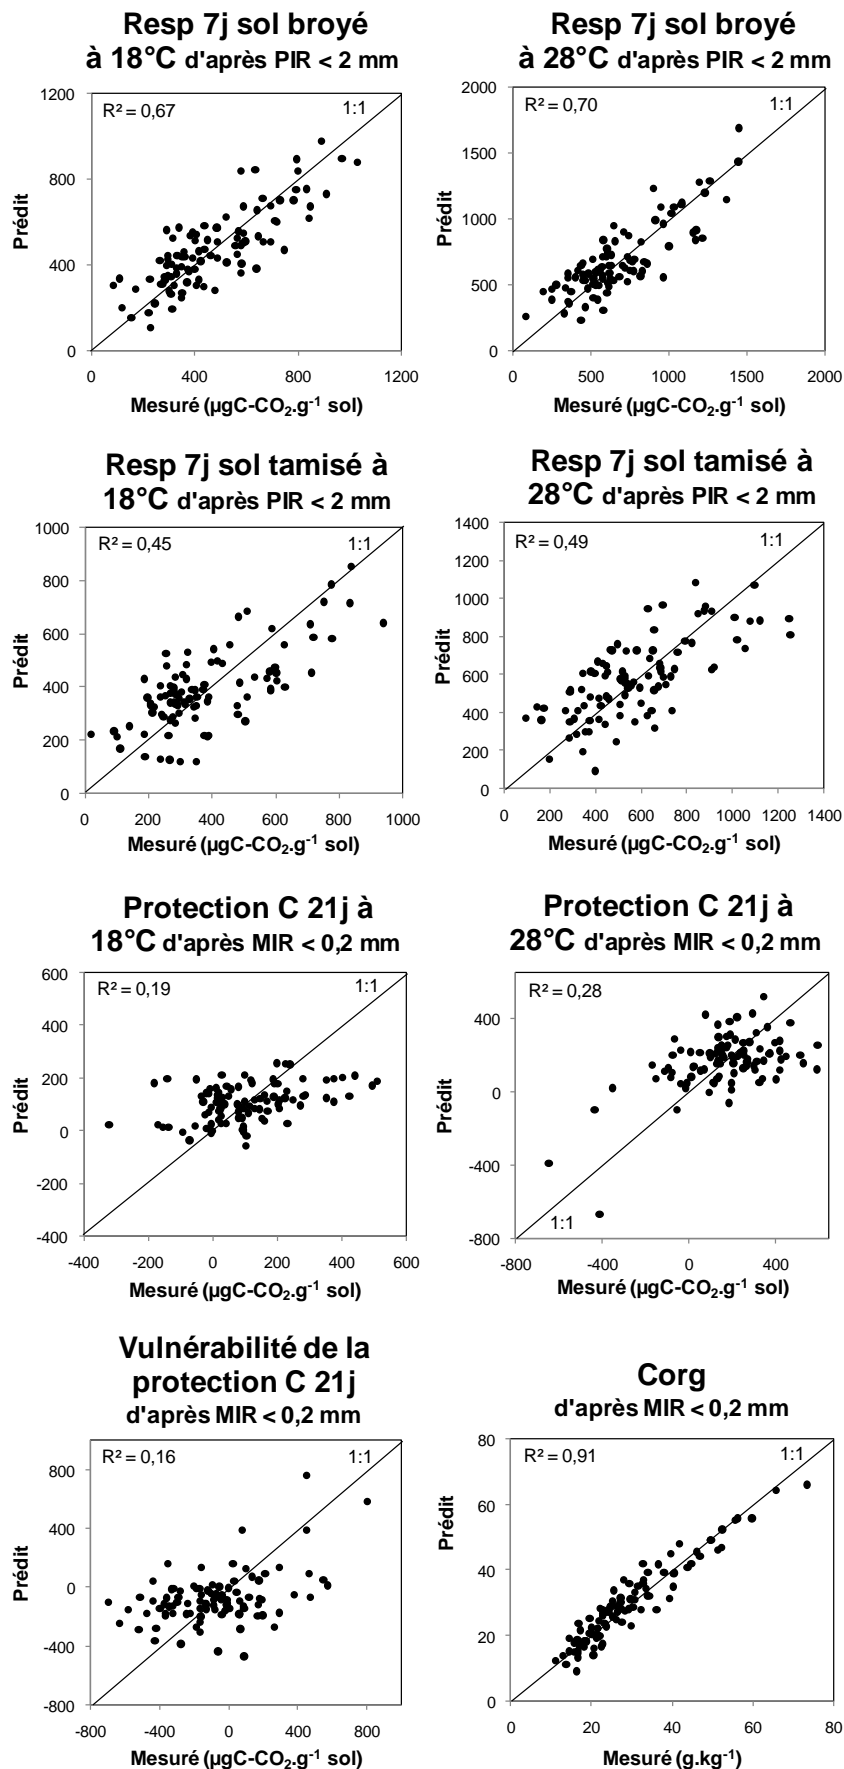 Resp 7j sol broyé
à 18°C d'après PIR < 2 mm
1200
800
400
0
R² = 0,67
1:1
Prédit
0 400 800 1200
Mesuré (µgC-CO₂.g⁻¹ sol)
Resp 7j sol broyé
à 28°C d'après PIR < 2 mm
2000
1500
1000
500
0
R² = 0,70
1:1
Prédit
0 500 1000 1500 2000
Mesuré (µgC-CO₂.g⁻¹ sol)
Resp 7j sol tamisé à
18°C d'après PIR < 2 mm
1000
800
600
400
200
0
R² = 0,45
1:1
Prédit
0 200 400 600 800 1000
Mesuré (µgC-CO₂.g⁻¹ sol)
Resp 7j sol tamisé à
28°C d'après PIR < 2 mm
1400
1200
1000
800
600
400
200
0
R² = 0,49
1:1
Prédit
0 200 400 600 800 1000 1200 1400
Mesuré (µgC-CO₂.g⁻¹ sol)
Protection C 21j à
18°C d'après MIR < 0,2 mm
600
400
200
0
-200
-400
R² = 0,19
1:1
Prédit
-400 -200 0 200 400 600
Mesuré (µgC-CO₂.g⁻¹ sol)
Protection C 21j à
28°C d'après MIR < 0,2 mm
400
0
-400
-800
R² = 0,28
1:1
Prédit
-800 -400 0 400
Mesuré (µgC-CO₂.g⁻¹ sol)
Vulnérabilité de la
protection C 21j
d'après MIR < 0,2 mm
800
400
0
-400
-800
R² = 0,16
1:1
Prédit
-800 -400 0 400 800
Mesuré (µgC-CO₂.g⁻¹ sol)
Corg
d'après MIR < 0,2 mm
80
60
40
20
0
R² = 0,91
1:1
Prédit
0 20 40 60 80
Mesuré (g.kg⁻¹)